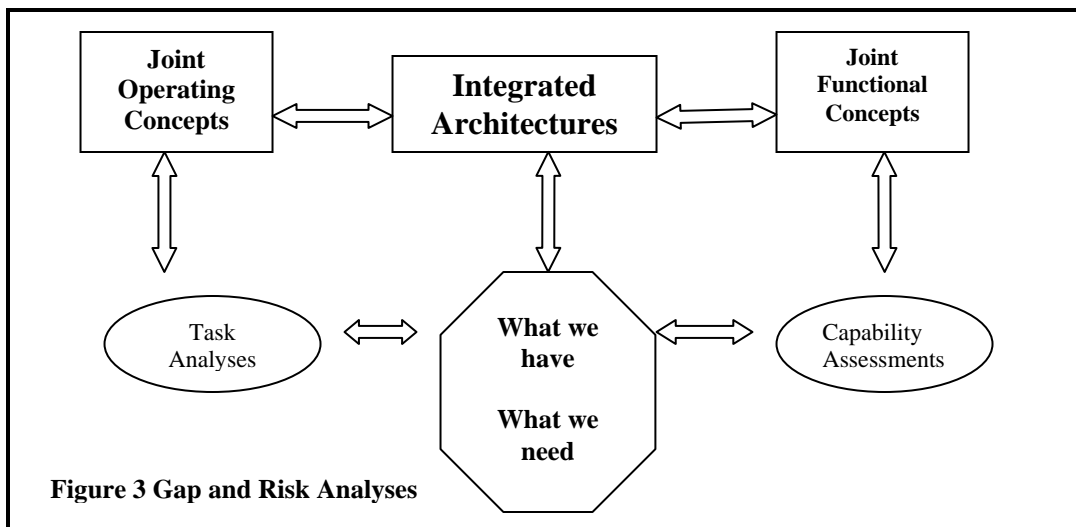 Joint
Operating
Concepts
Integrated
Architectures
Joint
Functional
Concepts
Task
Analyses
What we
have
What we
need
Capability
Assessments
Figure 3 Gap and Risk Analyses